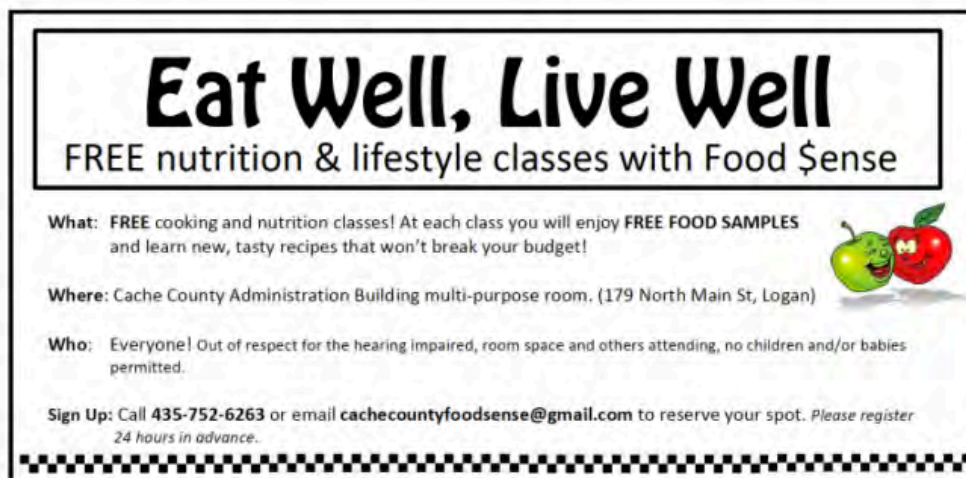 Eat Well, Live Well
FREE nutrition & lifestyle classes with Food $ense
What: FREE cooking and nutrition classes! At each class you will enjoy FREE FOOD SAMPLES
and learn new, tasty recipes that won't break your budget!
Where: Cache County Administration Building multi-purpose room. (179 North Main St, Logan)
Who: Everyone! Out of respect for the hearing impaired, room space and others attending, no children and/or babies
permitted.
Sign Up: Call 435-752-6263 or email cachecountyfoodsense@gmail.com to reserve your spot. Please register
24 hours in advance.